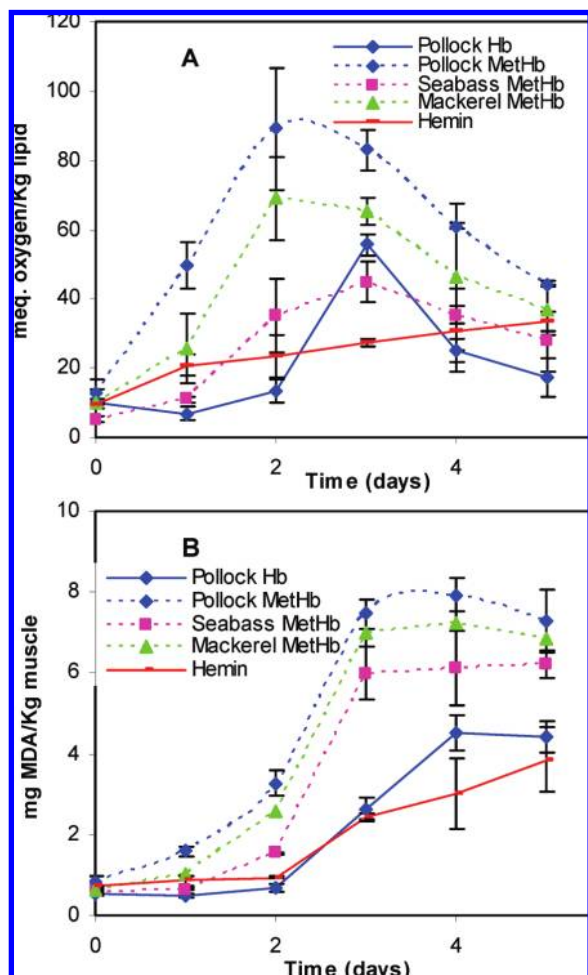 120
100
80
60
40
20
0
meq. oxygen/Kg lipid
A
Pollock Hb
Pollock MetHb
Seabass MetHb
Mackerel MetHb
Hemin
0 2 4
Time (days)
10
8
6
4
2
0
mg MDA/Kg muscle
B
Pollock Hb
Pollock MetHb
Seabass MetHb
Mackerel MetHb
Hemin
0 2 4
Time (days)